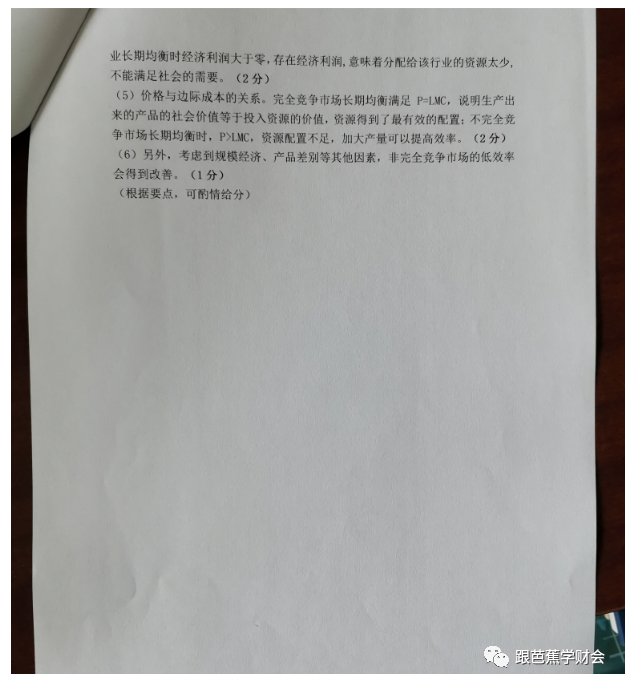 业长期均衡时经济利润大于零,存在经济利润,意味着分配给该行业的资源太少,
不能满足社会的需要。(2分)
(5)价格与边际成本的关系。完全竞争市场长期均衡满足 P=LMC,说明生产出
来的产品的社会价值等于投入资源的价值,资源得到了最有效的配置;不完全竞
争市场长期均衡时,P>LMC,资源配置不足,加大产量可以提高效率。(2分)
(6)另外,考虑到规模经济、产品差别等其他因素,非完全竞争市场的低效率
会得到改善。(1分)
(根据要点,可酌情给分)
跟芭蕉学财会